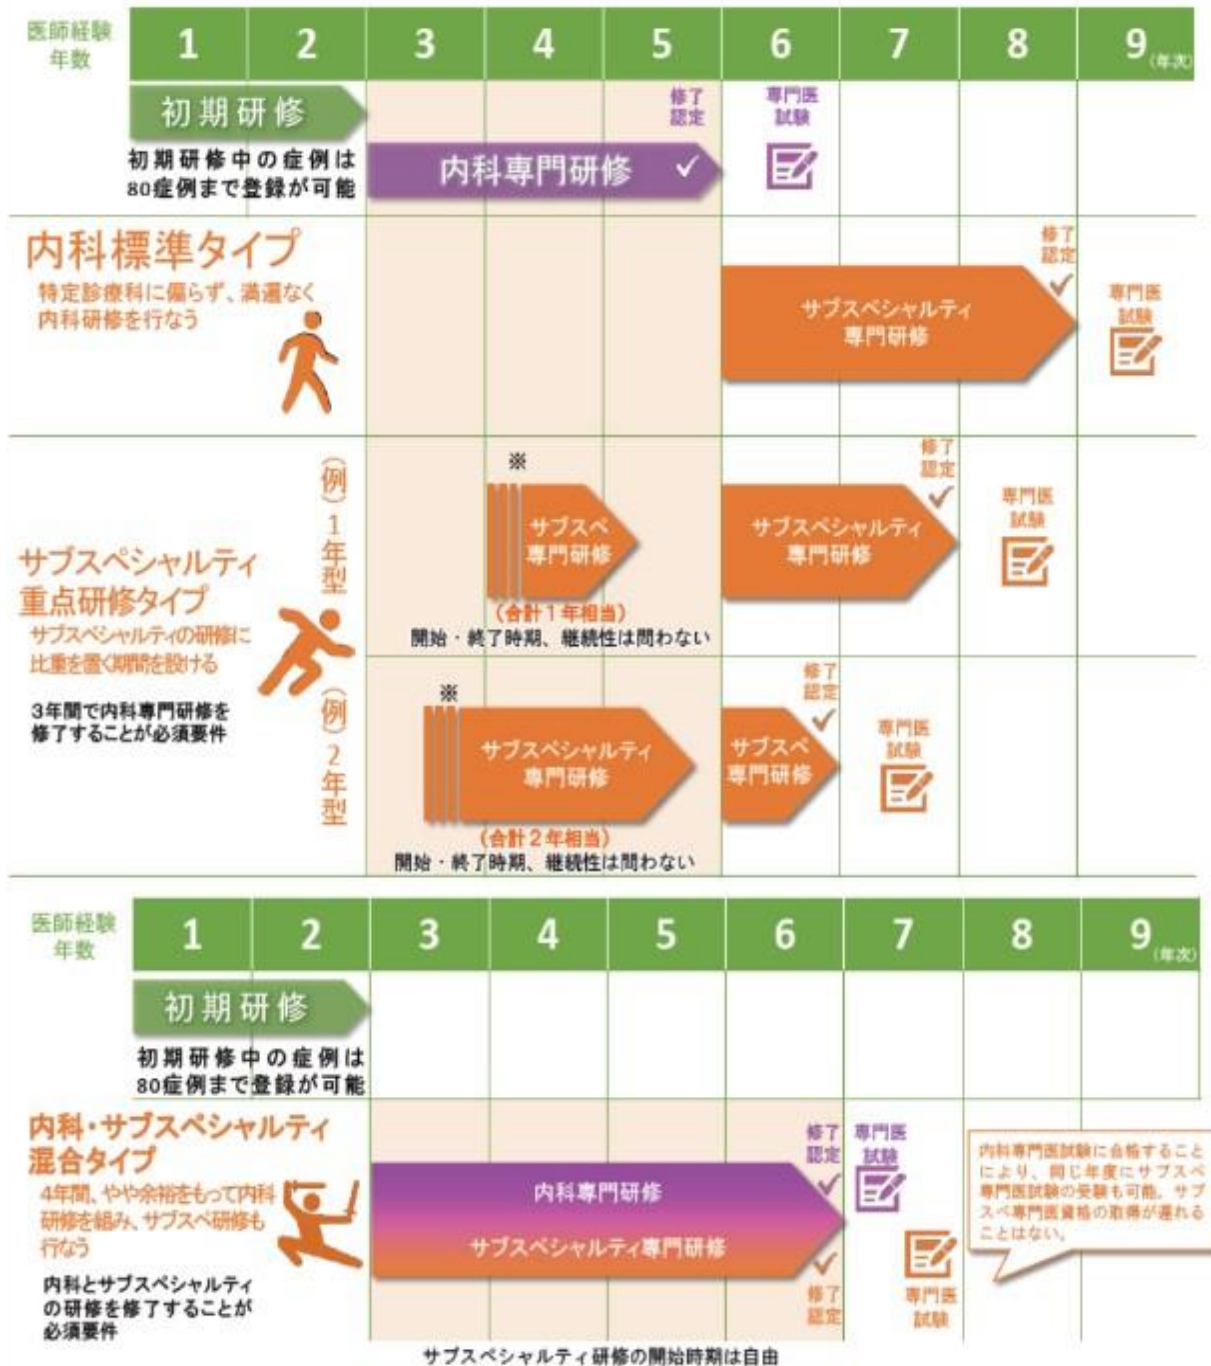 医師経験
年数
1 2 3 4 5 6 7 8 9(年次)
初期研修
初期研修中の症例は
80症例まで登録が可能
修了
認定
専門医
試験
内科専門研修
内科標準タイプ
特定診療科に偏らず、満遍なく
内科研修を行なう
サブスペシャルティ
専門研修
修了
認定
専門医
試験
サブスペシャルティ
重点研修タイプ
サブスペシャルティの研修に
比重を置く期間を設ける
3年間で内科専門研修を
修了することが必須要件
(例)1年型
※
サブスペ
専門研修
(合計1年相当)
開始・終了時期、継続性は問わない
サブスペシャルティ
専門研修
修了
認定
専門医
試験
(例)2年型
※
サブスペシャルティ
専門研修
(合計2年相当)
開始・終了時期、継続性は問わない
サブスペ
専門研修
修了
認定
専門医
試験
医師経験
年数
1 2 3 4 5 6 7 8 9(年次)
初期研修
初期研修中の症例は
80症例まで登録が可能
内科・サブスペシャルティ
混合タイプ
4年間、やや余裕をもって内科
研修を組み、サブスペ研修も
行なう
内科とサブスペシャルティ
の研修を修了することが
必須要件
内科専門研修
サブスペシャルティ専門研修
修了
認定
専門医
試験
修了
認定
専門医
試験
内科専門医試験に合格すること
により、同じ年度にサブスペ
専門医試験の受験も可能。サブ
スペ専門医資格の取得が遅れる
ことはない。
サブスペシャルティ研修の開始時期は自由